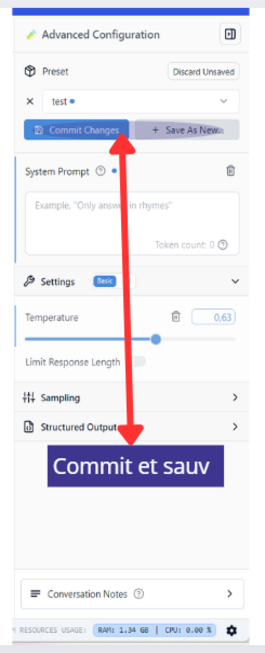 Advanced Configuration
Preset
Discard Unsaved
test
Commit Changes
+ Save As New...
System Prompt
Example, "Only answer in rhymes"
Token count: 0
Settings
Basic
Temperature
0,63
Limit Response Length
Sampling
Structured Output
Commit et sauv
Conversation Notes
RESOURCES USAGE: RAM: 1.34 GB | CPU: 0.00 %